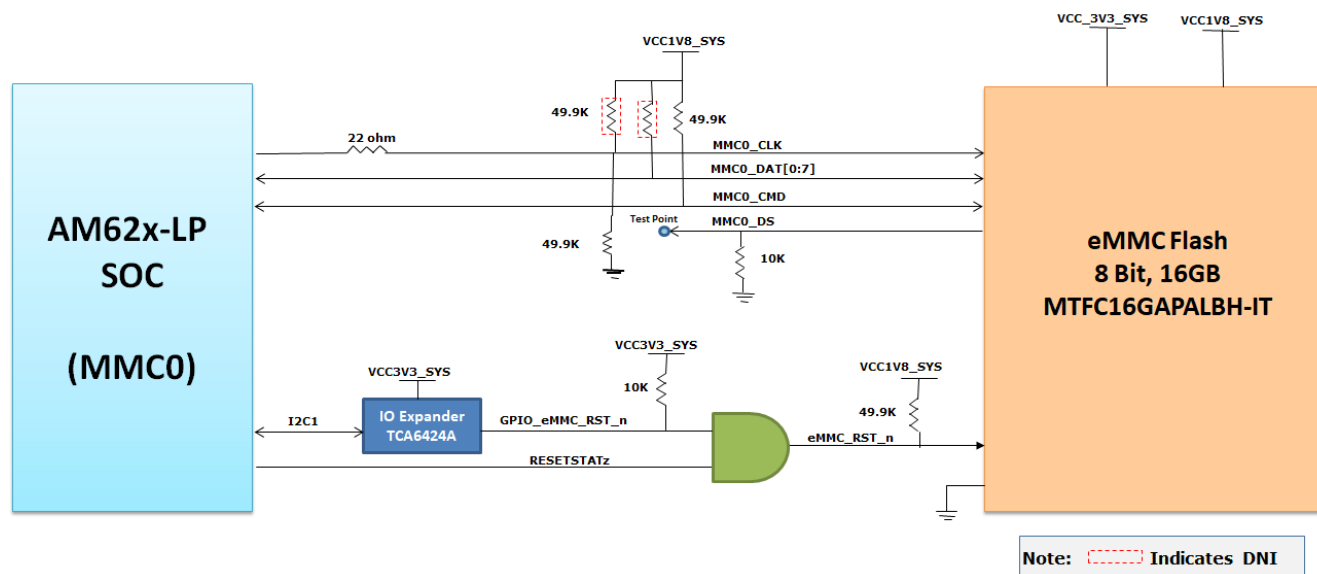 VCC_3V3_SYS
VCC1V8_SYS
VCC1V8_SYS
49.9K
49.9K
22 ohm
MMC0_CLK
MMC0_DAT[0:7]
MMC0_CMD
Test Point
MMC0_DS
49.9K
10K
AM62x-LP
SOC
(MMC0)
eMMC Flash
8 Bit, 16GB
MTFC16GAPALBH-IT
VCC3V3_SYS
VCC3V3_SYS
VCC1V8_SYS
10K
49.9K
I2C1
IO Expander
TCA6424A
GPIO_eMMC_RST_n
eMMC_RST_n
RESETSTATz
Note: Indicates DNI